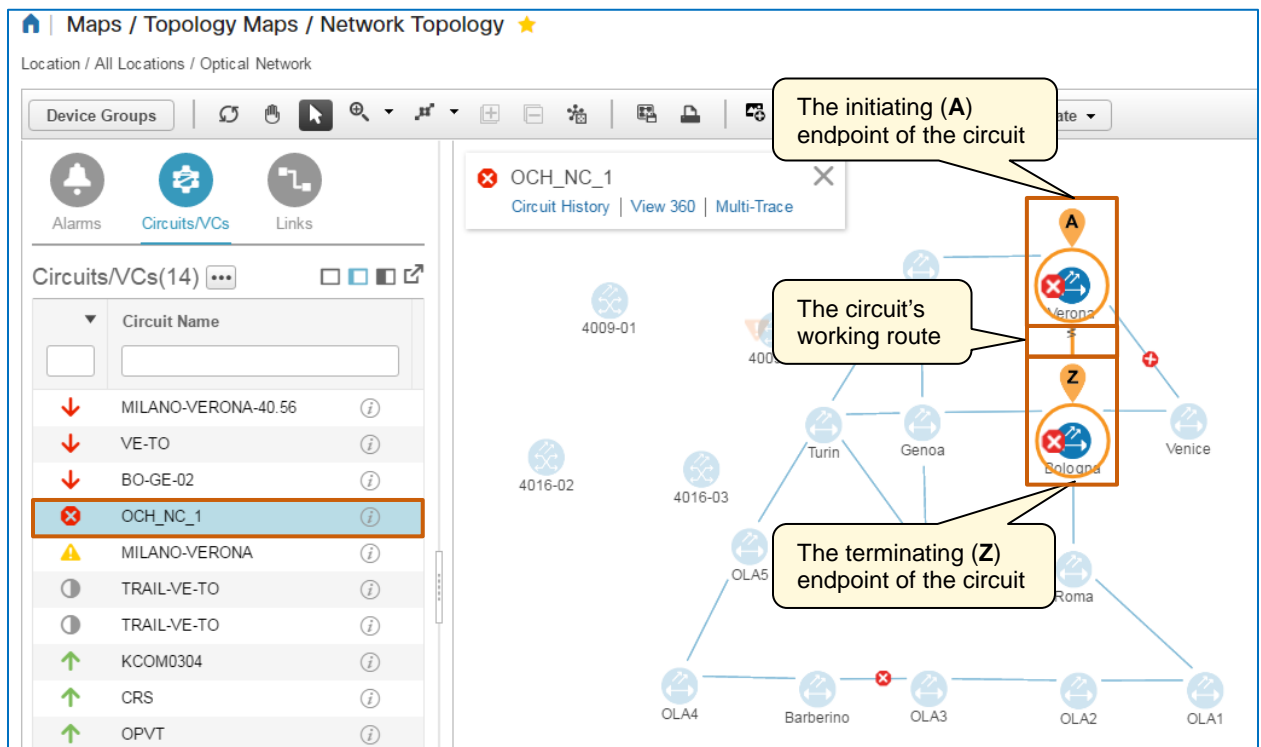 Maps / Topology Maps / Network Topology
Location / All Locations / Optical Network
Device Groups
The initiating (A)
endpoint of the circuit
ate
Alarms
Circuits/VCs
Links
OCH_NC_1
Circuit History | View 360 | Multi-Trace
A
Circuits/VCs(14)
Circuit Name
4009-01
The circuit's
working route
Verona
400
Z
MILANO-VERONA-40.56
VE-TO
BO-GE-02
OCH_NC_1
MILANO-VERONA
TRAIL-VE-TO
TRAIL-VE-TO
KCOM0304
CRS
OPVT
Turin
Genoa
Bologna
Venice
4016-02
4016-03
The terminating (Z)
endpoint of the circuit
OLA5
Roma
OLA4
Barberino
OLA3
OLA2
OLA1